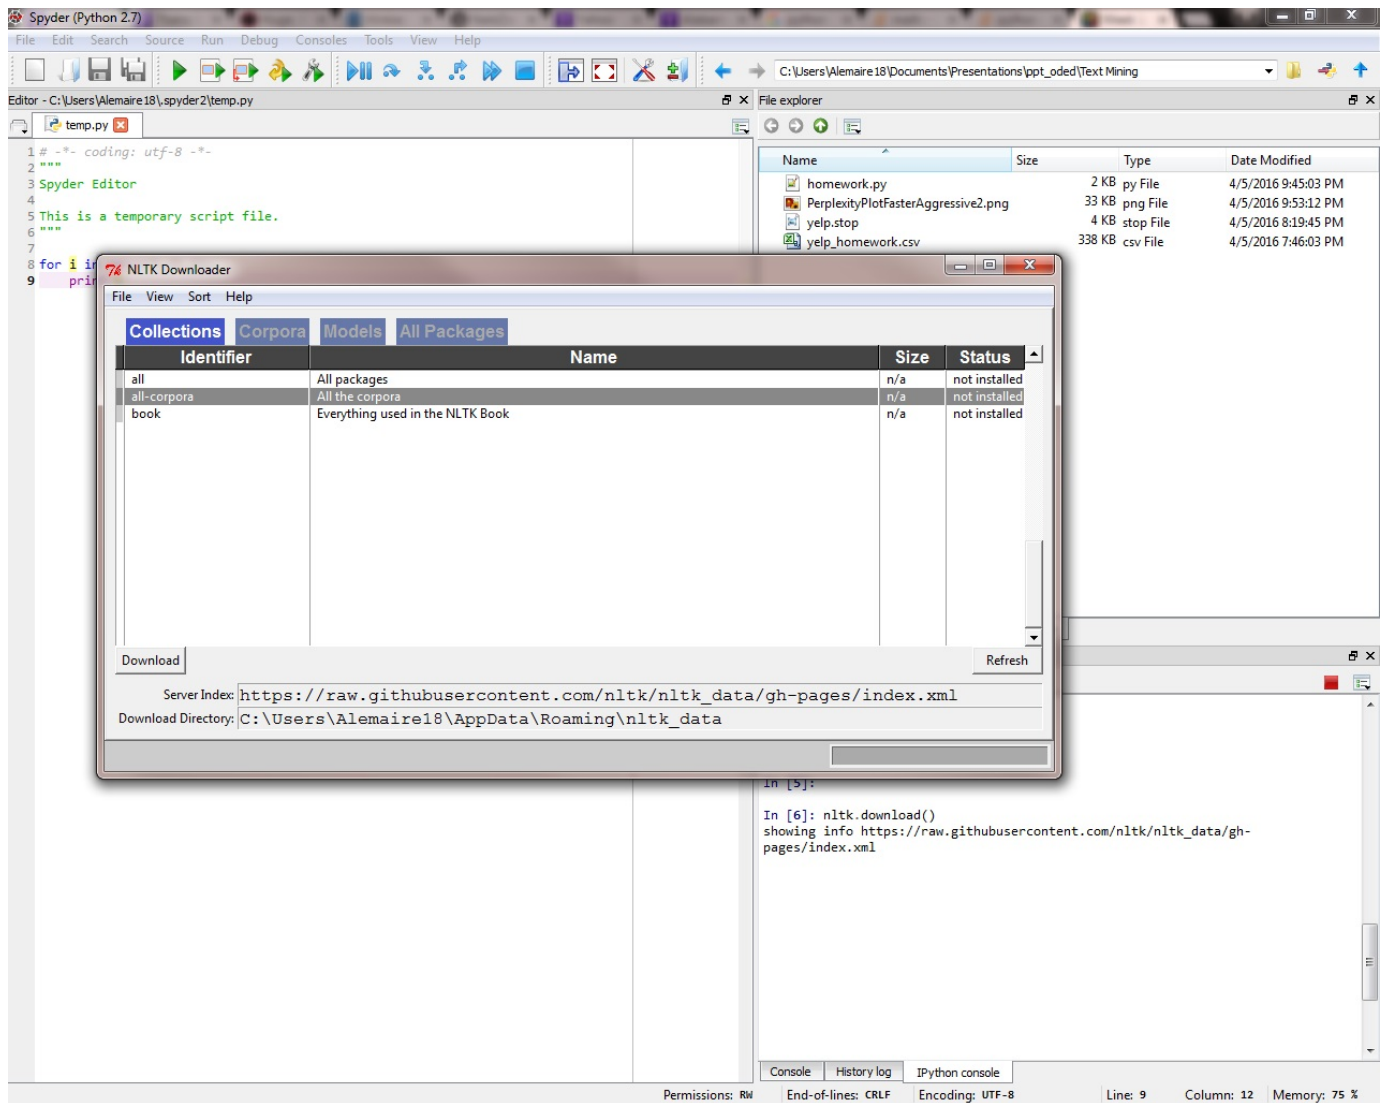 Spyder (Python 2.7)
File Edit Search Source Run Debug Consoles Tools View Help
C:\Users\Alemaire18\Documents\Presentations\ppt_oded\Text Mining
Editor - C:\Users\Alemaire18\.spyder2\temp.py
temp.py
1 # -*- coding: utf-8 -*-
2 """
3 Spyder Editor
4
5 This is a temporary script file.
6 """
7
8 for i in
9 prin
File explorer
Name Size Type Date Modified
homework.py 2 KB py File 4/5/2016 9:45:03 PM
PerplexityPlotFasterAggressive2.png 33 KB png File 4/5/2016 9:53:12 PM
yelp.stop 4 KB stop File 4/5/2016 8:19:45 PM
yelp_homework.csv 338 KB csv File 4/5/2016 7:46:03 PM
NLTK Downloader
File View Sort Help
Collections Corpora Models All Packages
Identifier Name Size Status
all All packages n/a not installed
all-corpora All the corpora n/a not installed
book Everything used in the NLTK Book n/a not installed
Download Refresh
Server Index: https://raw.githubusercontent.com/nltk/nltk_data/gh-pages/index.xml
Download Directory: C:\Users\Alemaire18\AppData\Roaming\nltk_data
In [5]:
In [6]: nltk.download()
showing info https://raw.githubusercontent.com/nltk/nltk_data/gh-
pages/index.xml
Console History log IPython console
Permissions: RW End-of-lines: CRLF Encoding: UTF-8 Line: 9 Column: 12 Memory: 75 %